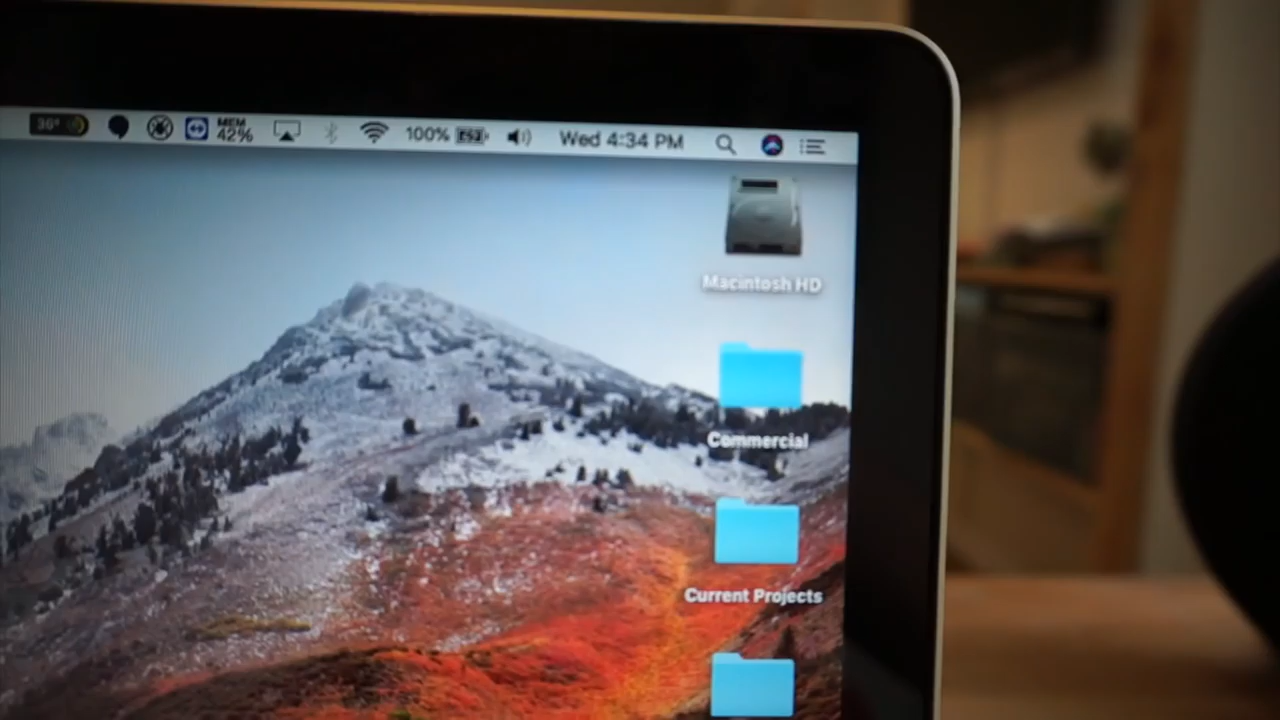 36°
MEM
42%
100%
Wed 4:34 PM
Macintosh HD
Commercial
Current Projects